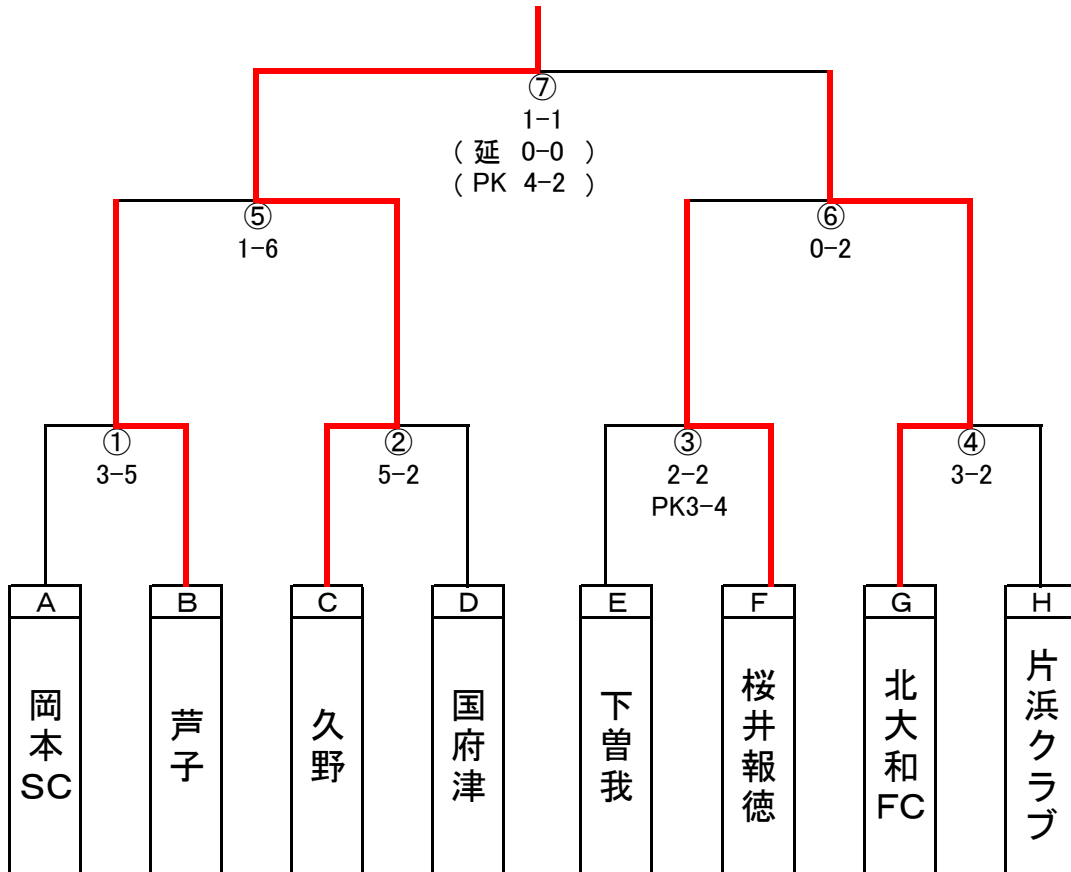 ⑦
1-1
( 延 0-0 )
( PK 4-2 )
⑤
1-6
⑥
0-2
①
3-5
②
5-2
③
2-2
PK3-4
④
3-2
A
B
C
D
E
F
G
H
岡本SC
芦子
久野
国府津
下曽我
桜井報徳
北大和FC
片浜クラブ